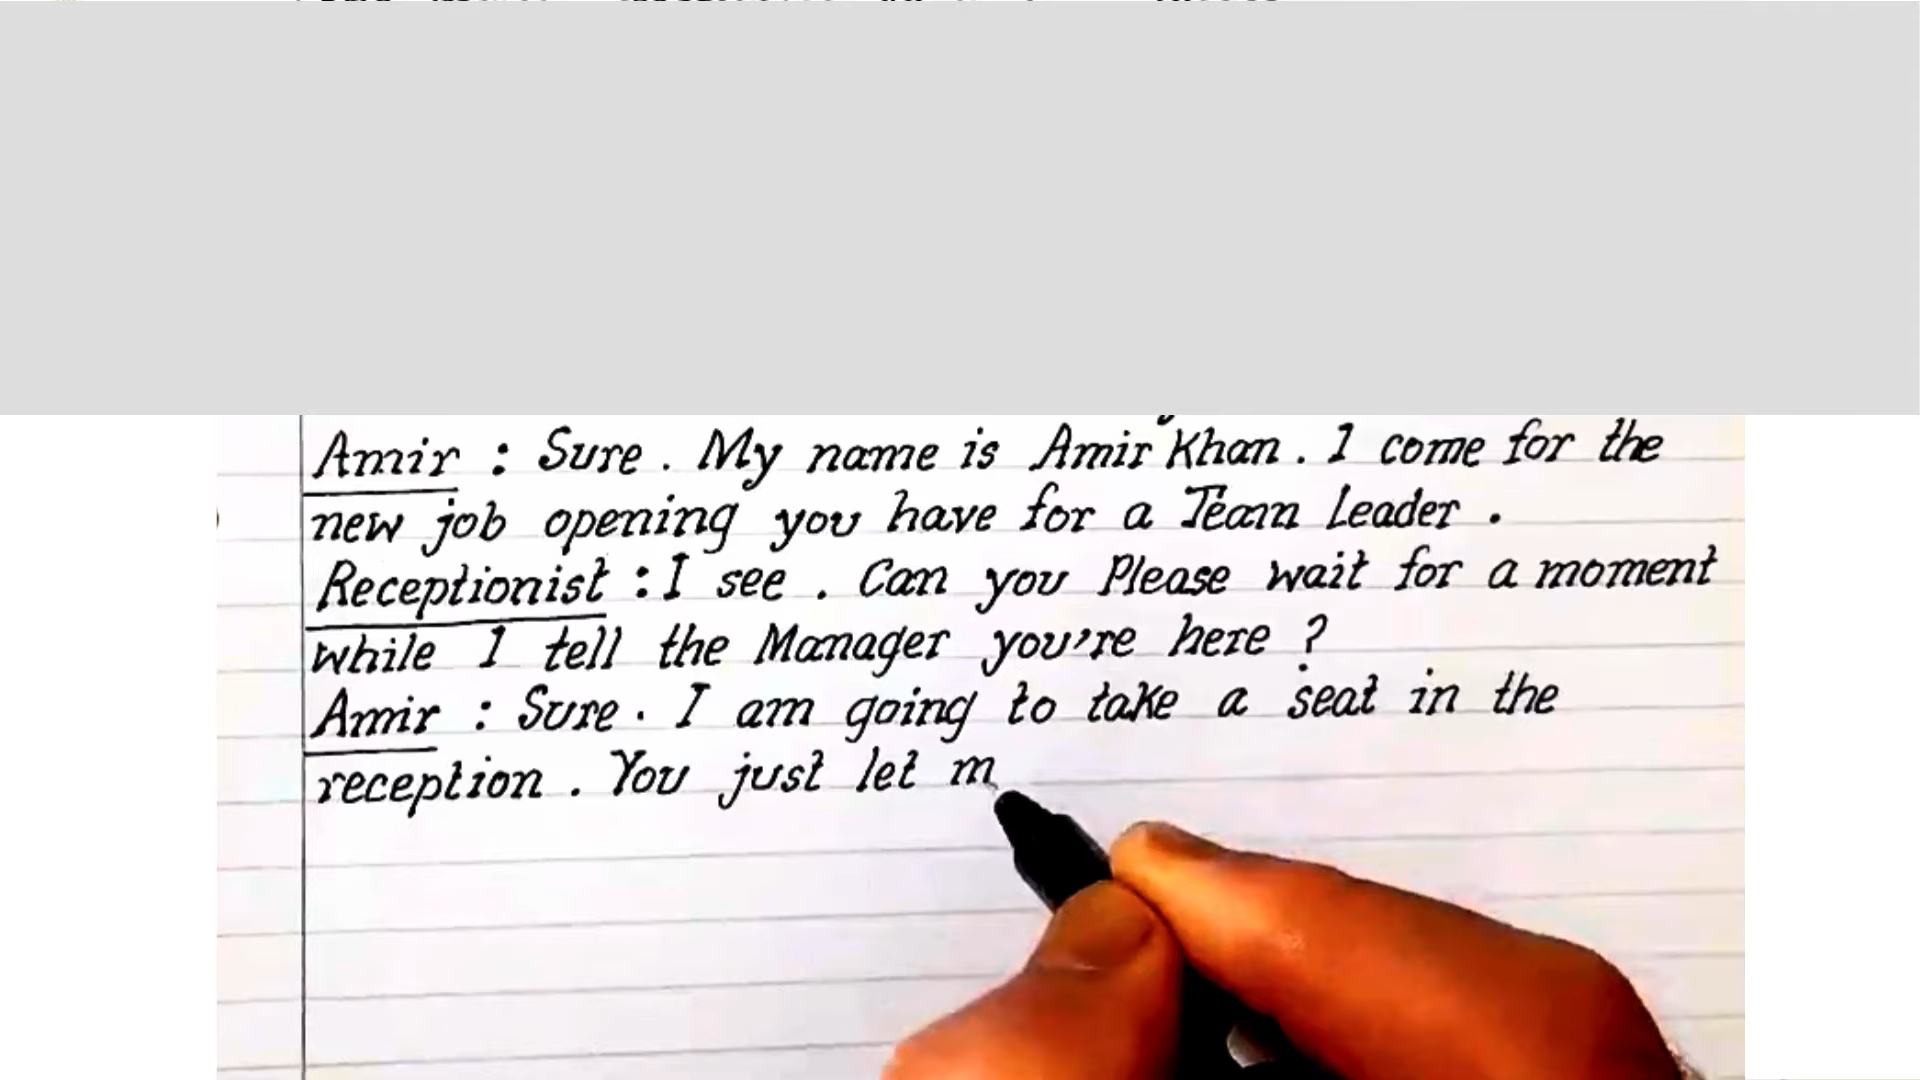 Amir : Sure . My name is Amir Khan . I come for the
new job opening you have for a Team Leader .
Receptionist : I see . Can you Please wait for a moment
while I tell the Manager you're here ?
Amir : Sure . I am going to take a seat in the
reception . You just let m